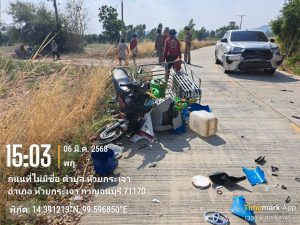 15:03
06 มี.ค. 2568
พฤ.
ถนนที่ไม่มีชื่อ ตำบล ห้วยกระเจา
อำเภอ ห้วยกระเจา กาญจนบุรี 71170
พิกัด: 14.391219°N,99.596850°E
Timemark App